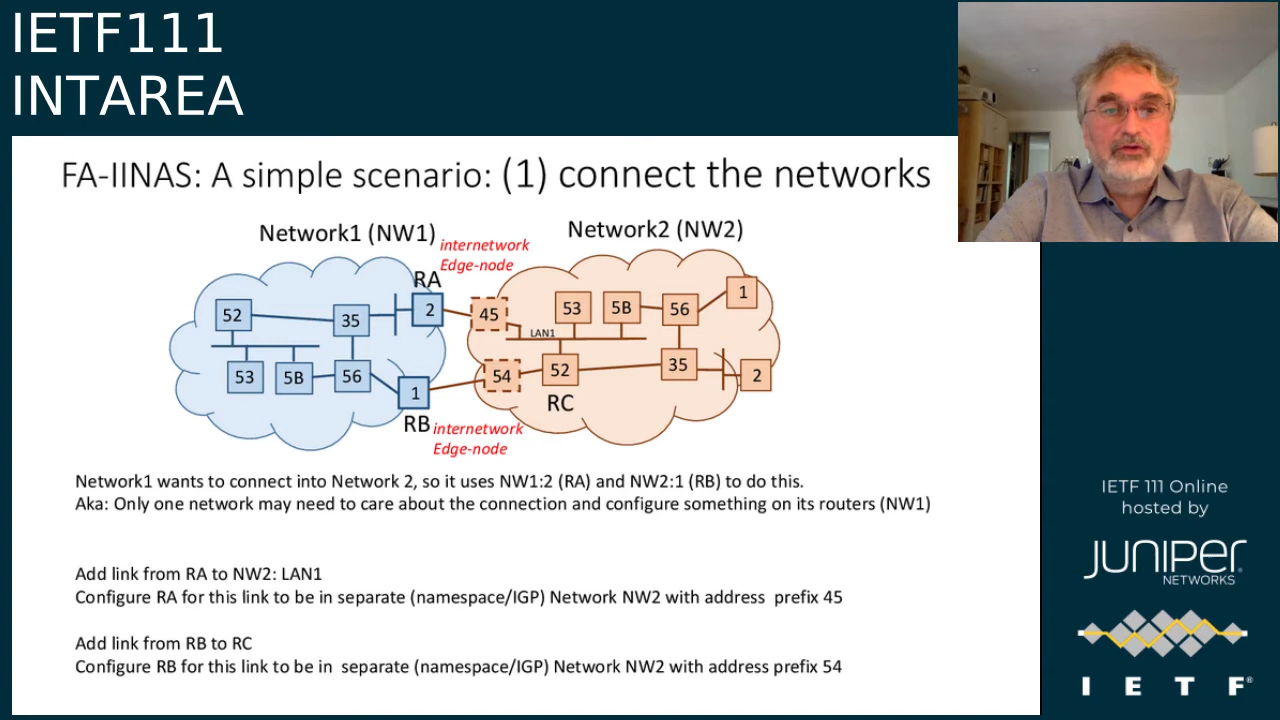 IETF111
INTAREA
FA-IINAS: A simple scenario: (1) connect the networks
Network1 (NW1)
internetwork
Edge-node
Network2 (NW2)
RA
52
35
2
45
53
5B
56
1
LAN1
53
5B
56
1
54
52
35
2
RB
internetwork
Edge-node
RC
Network1 wants to connect into Network 2, so it uses NW1:2 (RA) and NW2:1 (RB) to do this.
Aka: Only one network may need to care about the connection and configure something on its routers (NW1)
Add link from RA to NW2: LAN1
Configure RA for this link to be in separate (namespace/IGP) Network NW2 with address prefix 45
Add link from RB to RC
Configure RB for this link to be in separate (namespace/IGP) Network NW2 with address prefix 54
IETF 111 Online
hosted by
JUNIPER
NETWORKS
I E T F®